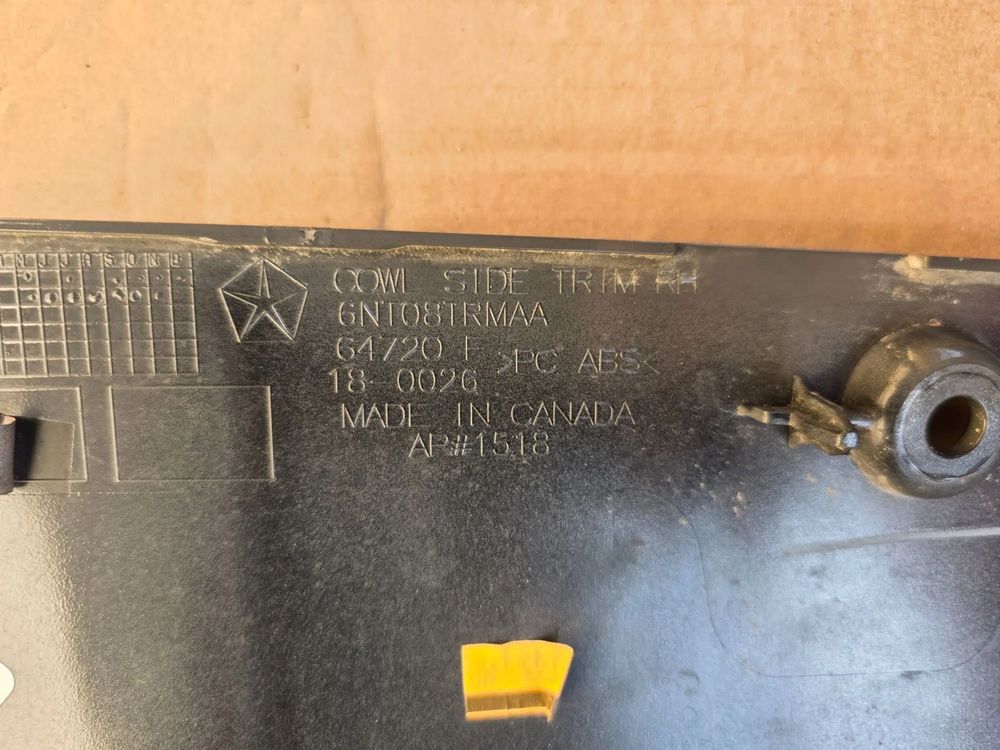 M J J A S O N D
COWL SIDE TRIM RH
6NT08TRMAA
64720 F >PC ABS<
18-0026
MADE IN CANADA
AP#1518